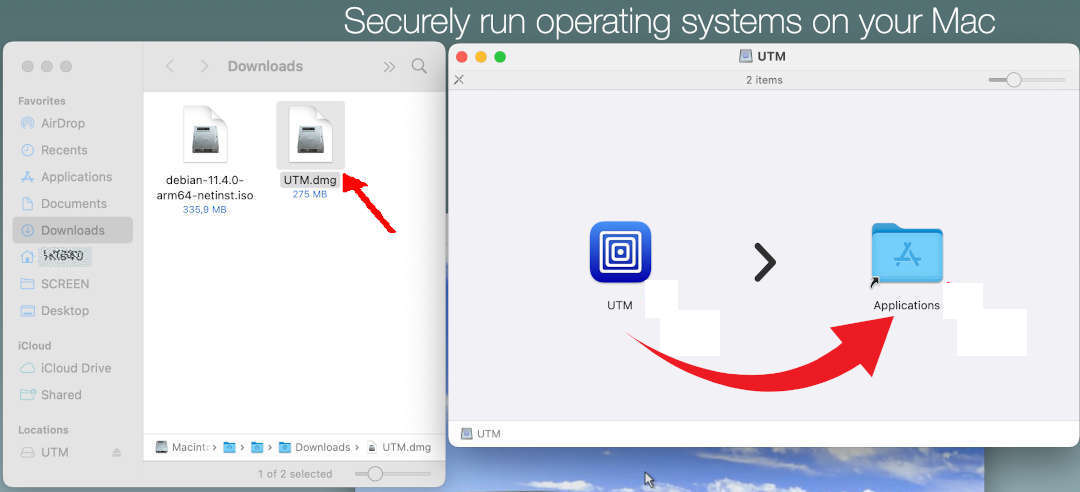 Securely run operating systems on your Mac
Downloads
Favorites
AirDrop
Recents
Applications
Documents
Downloads
SCREEN
Desktop
iCloud
iCloud Drive
Shared
Locations
UTM
debian-11.4.0-
arm64-netinst.iso
335,9 MB
UTM.dmg
275 MB
Macint
Downloads
UTM.dmg
1 of 2 selected
UTM
2 items
UTM
Applications
UTM